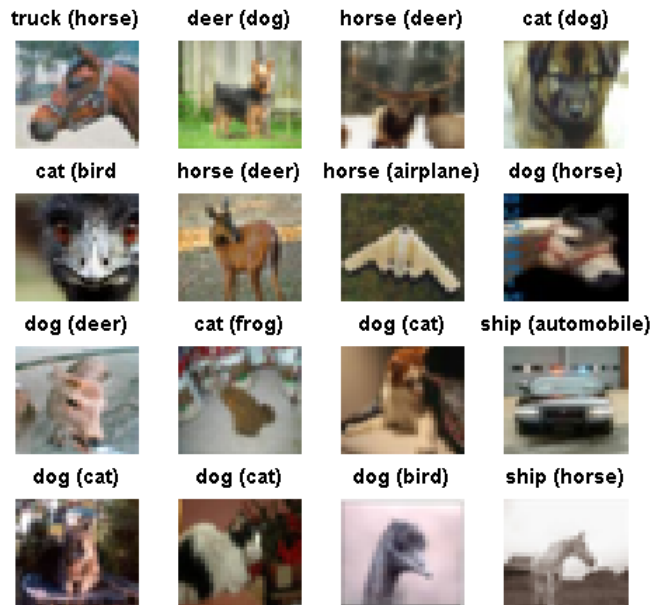 truck (horse) deer (dog) horse (deer) cat (dog)
cat (bird horse (deer) horse (airplane) dog (horse)
dog (deer) cat (frog) dog (cat) ship (automobile)
dog (cat) dog (cat) dog (bird) ship (horse)